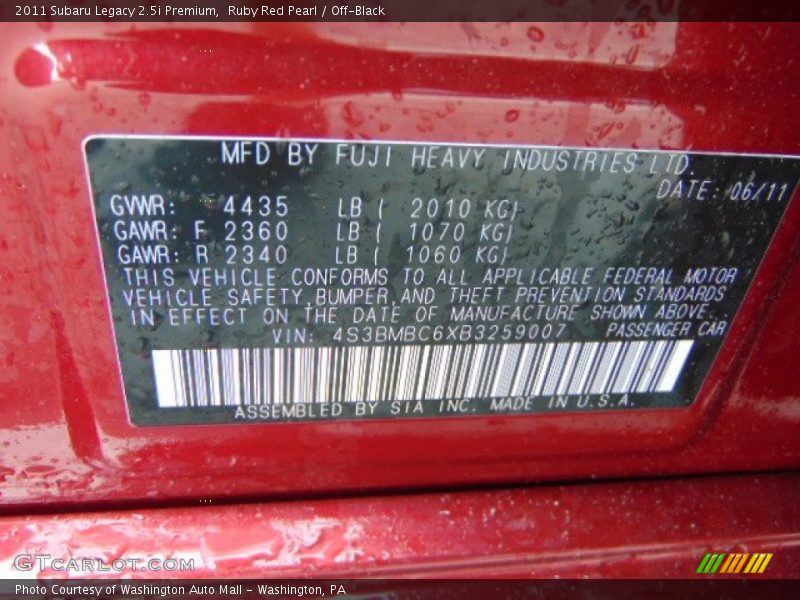 2011 Subaru Legacy 2.5i Premium,  Ruby Red Pearl / Off-Black
MFD BY FUJI HEAVY INDUSTRIES LTD.
DATE: 06/11
GVWR: 4435 LB ( 2010 KG)
GAWR: F 2360 LB ( 1070 KG)
GAWR: R 2340 LB ( 1060 KG)
THIS VEHICLE CONFORMS TO ALL APPLICABLE FEDERAL MOTOR
VEHICLE SAFETY, BUMPER, AND THEFT PREVENTION STANDARDS
IN EFFECT ON THE DATE OF MANUFACTURE SHOWN ABOVE.
VIN: 4S3BMBC6XB3259007 PASSENGER CAR
ASSEMBLED BY SIA INC. MADE IN U.S.A.
GTCarLot.com
Photo Courtesy of Washington Auto Mall - Washington, PA